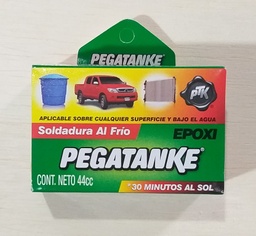 PEGATANKE
PTK
APLICABLE SOBRE CUALQUIER SUPERFICIE Y BAJO EL AGUA
Soldadura Al Frío
EPOXI
PEGATANKE®
CONT. NETO 44cc
*30 MINUTOS AL SOL